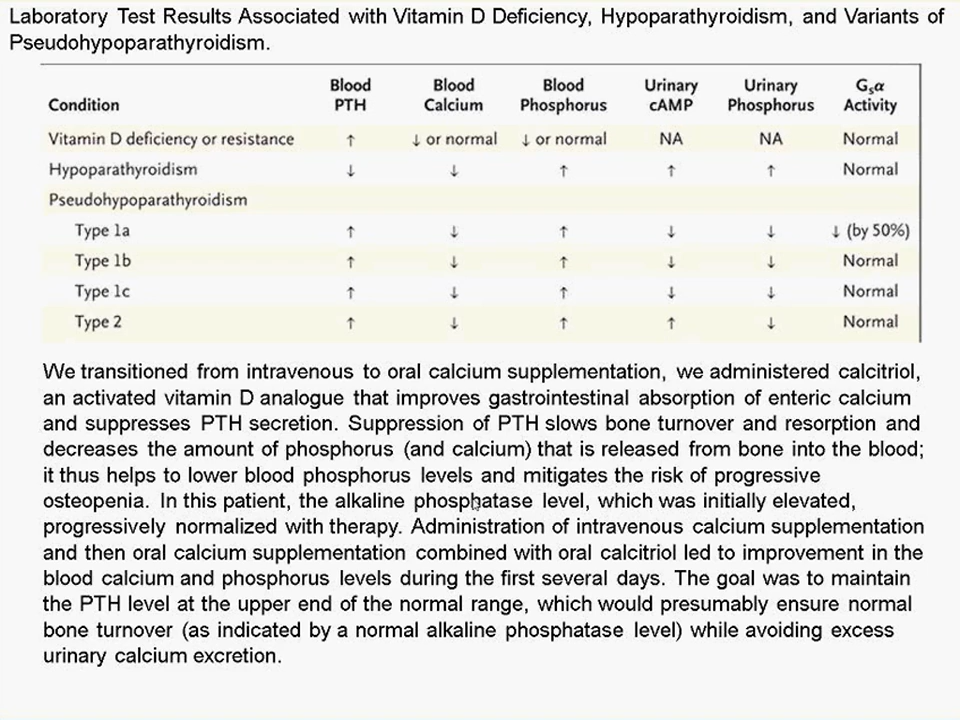 Laboratory Test Results Associated with Vitamin D Deficiency, Hypoparathyroidism, and Variants of
Pseudohypoparathyroidism.
Condition Blood PTH Blood Calcium Blood Phosphorus Urinary cAMP Urinary Phosphorus Gsα Activity
Vitamin D deficiency or resistance ↑ ↓ or normal ↓ or normal NA NA Normal
Hypoparathyroidism ↓ ↓ ↑ ↑ ↑ Normal
Pseudohypoparathyroidism
Type 1a ↑ ↓ ↑ ↓ ↓ ↓ (by 50%)
Type 1b ↑ ↓ ↑ ↓ ↓ Normal
Type 1c ↑ ↓ ↑ ↓ ↓ Normal
Type 2 ↑ ↓ ↑ ↑ ↓ Normal
We transitioned from intravenous to oral calcium supplementation, we administered calcitriol,
an activated vitamin D analogue that improves gastrointestinal absorption of enteric calcium
and suppresses PTH secretion. Suppression of PTH slows bone turnover and resorption and
decreases the amount of phosphorus (and calcium) that is released from bone into the blood;
it thus helps to lower blood phosphorus levels and mitigates the risk of progressive
osteopenia. In this patient, the alkaline phosphatase level, which was initially elevated,
progressively normalized with therapy. Administration of intravenous calcium supplementation
and then oral calcium supplementation combined with oral calcitriol led to improvement in the
blood calcium and phosphorus levels during the first several days. The goal was to maintain
the PTH level at the upper end of the normal range, which would presumably ensure normal
bone turnover (as indicated by a normal alkaline phosphatase level) while avoiding excess
urinary calcium excretion.